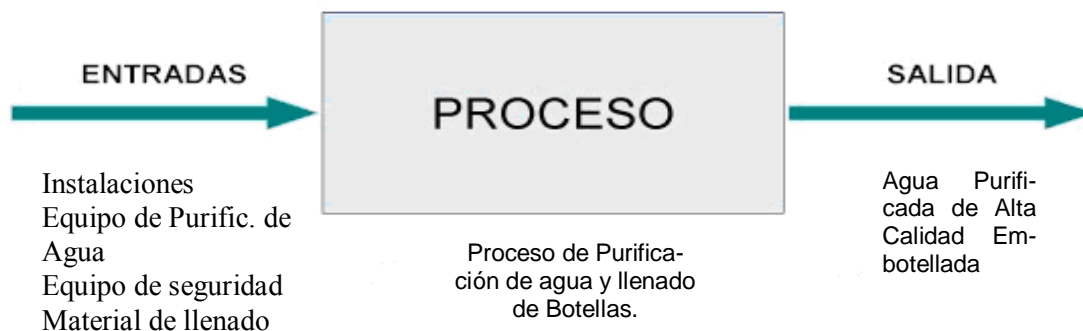 ENTRADAS
Instalaciones
Equipo de Purific. de
Agua
Equipo de seguridad
Material de llenado
PROCESO
Proceso de Purifica-
ción de agua y llenado
de Botellas.
SALIDA
Agua Purifi-
cada de Alta
Calidad Em-
botellada